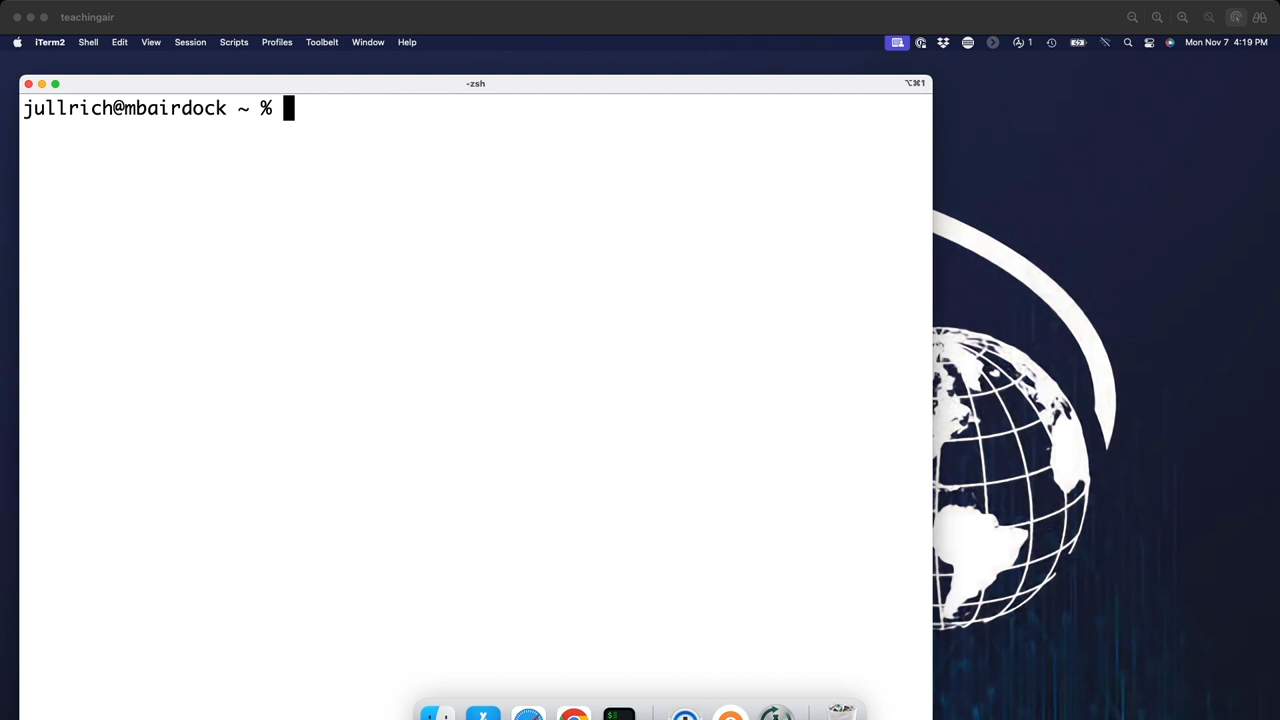 teachingair
iTerm2 Shell Edit View Session Scripts Profiles Toolbelt Window Help 1 Mon Nov 7 4:19 PM
-zsh ⌥⌘1
jullrich@mbairdock ~ %